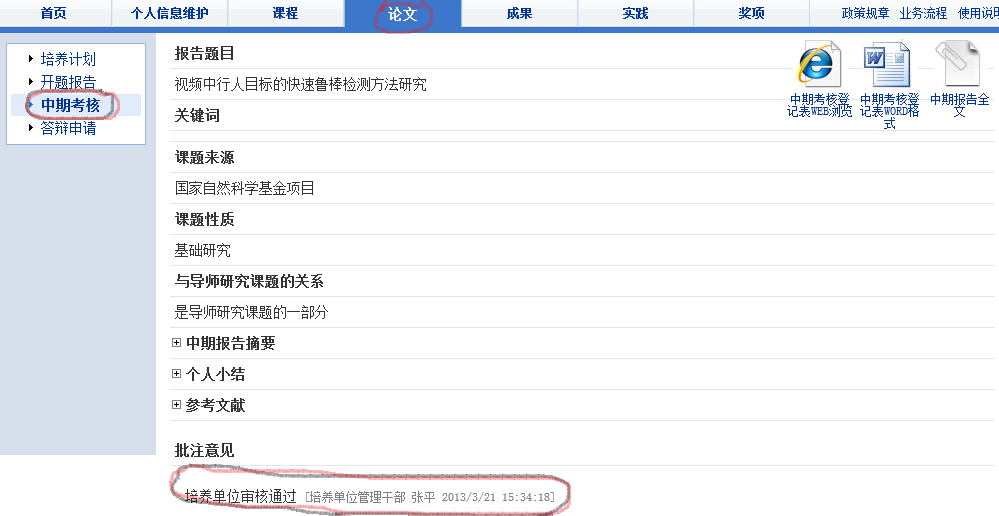 首页 个人信息维护 课程 论文 成果 实践 奖项 政策规章 业务流程 使用说明
培养计划
开题报告
中期考核
答辩申请
报告题目
视频中行人目标的快速鲁棒检测方法研究
关键词
课题来源
国家自然科学基金项目
课题性质
基础研究
与导师研究课题的关系
是导师研究课题的一部分
中期报告摘要
个人小结
参考文献
批注意见
培养单位审核通过 [培养单位管理干部 张平 2013/3/21 15:34:18]
中期考核登
记表WEB浏览
中期考核登
记表WORD格
式
中期报告全
文